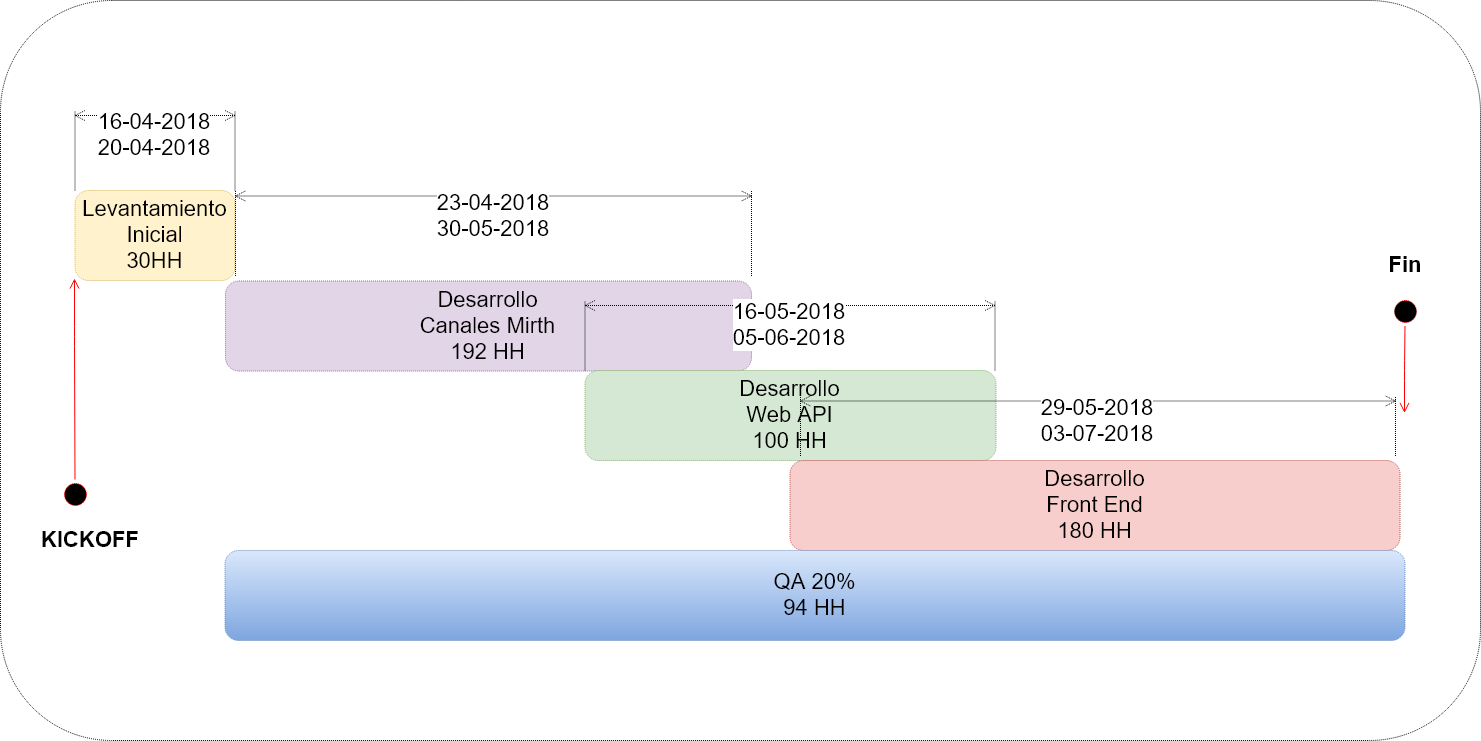 16-04-2018
20-04-2018
Levantamiento
Inicial
30HH
23-04-2018
30-05-2018
Desarrollo
Canales Mirth
192 HH
16-05-2018
05-06-2018
Desarrollo
Web API
100 HH
29-05-2018
03-07-2018
Desarrollo
Front End
180 HH
Fin
KICKOFF
QA 20%
94 HH